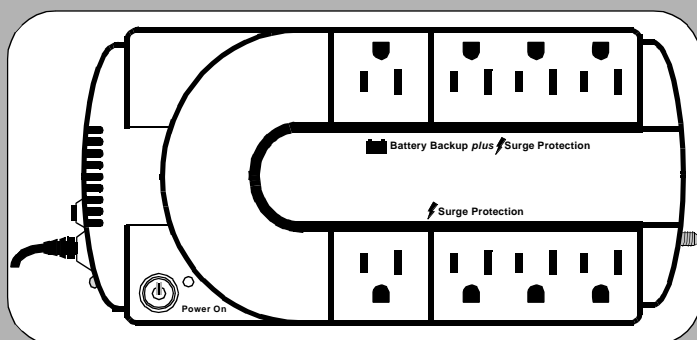 Battery Backup plus Surge Protection
Surge Protection
Power On